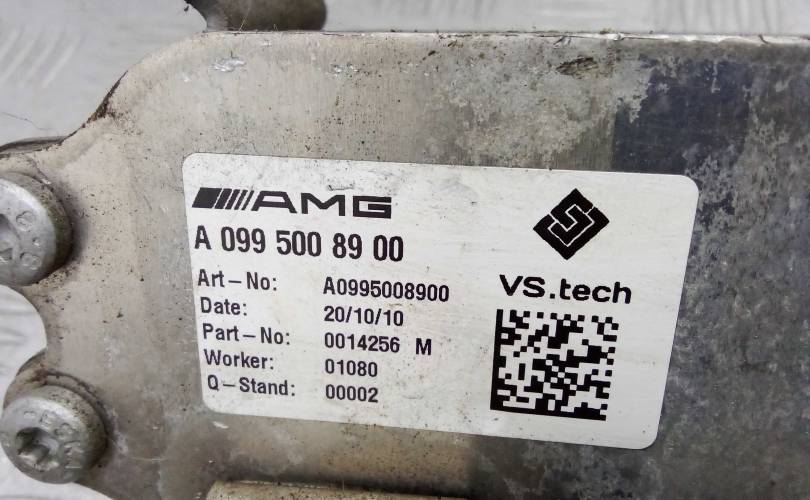 AMG
A 099 500 89 00
Art-No: A0995008900
Date: 20/10/10
Part-No: 0014256 M
Worker: 01080
Q-Stand: 00002
VS.tech